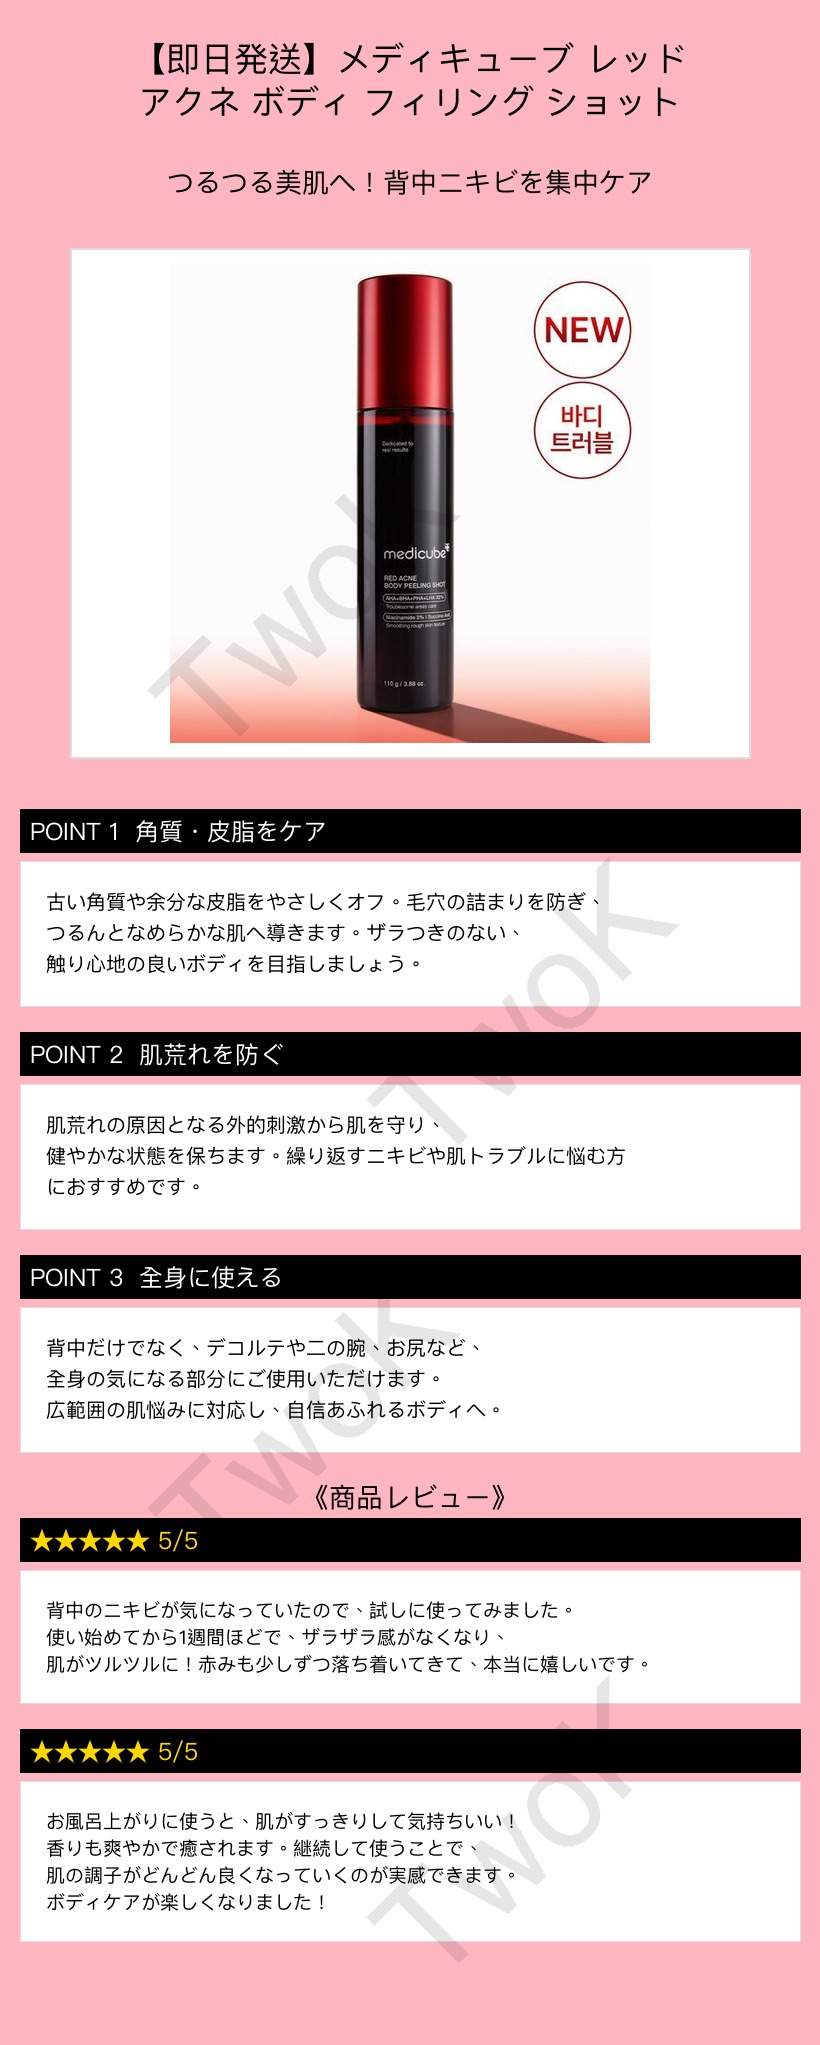 【即日発送】メディキューブ レッド
アクネ ボディ フィリング ショット
つるつる美肌へ！背中ニキビを集中ケア
NEW
바디
트러블
Dedicated to
real results
medicube
RED ACNE
BODY PEELING SHOT
AHA+BHA+PHA+LHA 32%
Troublesome areas care
Niacinamide 2% | Succinic Acid
Smoothing rough skin texture
110 g / 3.88 oz.
TwoK
POINT 1 角質・皮脂をケア
古い角質や余分な皮脂をやさしくオフ。毛穴の詰まりを防ぎ、
つるんとなめらかな肌へ導きます。ザラつきのない、
触り心地の良いボディを目指しましょう。
TwoK
POINT 2 肌荒れを防ぐ
肌荒れの原因となる外的刺激から肌を守り、
健やかな状態を保ちます。繰り返すニキビや肌トラブルに悩む方
におすすめです。
POINT 3 全身に使える
背中だけでなく、デコルテや二の腕、お尻など、
全身の気になる部分にご使用いただけます。
広範囲の肌悩みに対応し、自信あふれるボディへ。
TwoK
《商品レビュー》
★★★★★ 5/5
背中のニキビが気になっていたので、試しに使ってみました。
使い始めてから1週間ほどで、ザラザラ感がなくなり、
肌がツルツルに！赤みも少しずつ落ち着いてきて、本当に嬉しいです。
★★★★★ 5/5
お風呂上がりに使うと、肌がすっきりして気持ちいい！
香りも爽やかで癒されます。継続して使うことで、
肌の調子がどんどん良くなっていくのが実感できます。
ボディケアが楽しくなりました！
TwoK